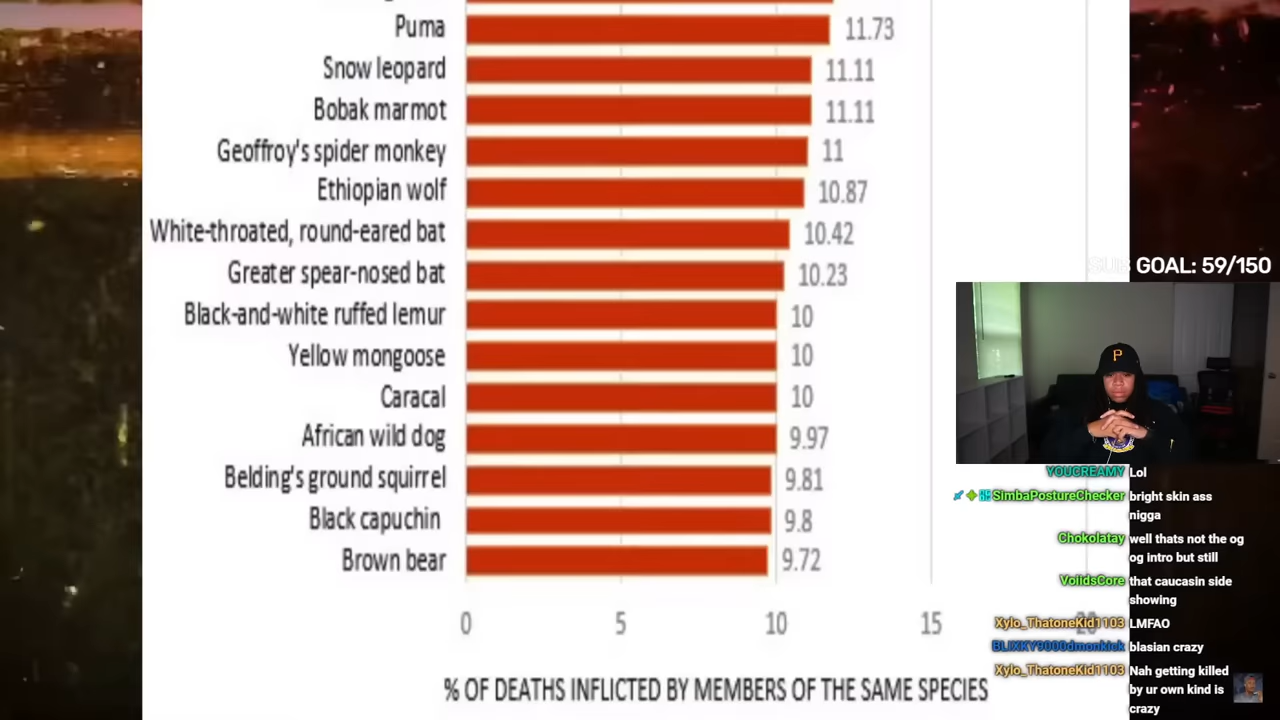 Puma 11.73
Snow leopard 11.11
Bobak marmot 11.11
Geoffroy's spider monkey 11
Ethiopian wolf 10.87
White-throated, round-eared bat 10.42
Greater spear-nosed bat 10.23
Black-and-white ruffed lemur 10
Yellow mongoose 10
Caracal 10
African wild dog 9.97
Belding's ground squirrel 9.81
Black capuchin 9.8
Brown bear 9.72
0 5 10 15 20
% OF DEATHS INFLICTED BY MEMBERS OF THE SAME SPECIES
SUB GOAL: 59/150
P
YOUCREAMY Lol
SimbaPostureChecker bright skin ass
nigga
Chokolatay well thats not the og
og intro but still
VoiidsCore that caucasin side
showing
Xylo_ThatoneKid1103 LMFAO
BLIXKY9000dmonkick blasian crazy
Xylo_ThatoneKid1103 Nah getting killed
by ur own kind is
crazy